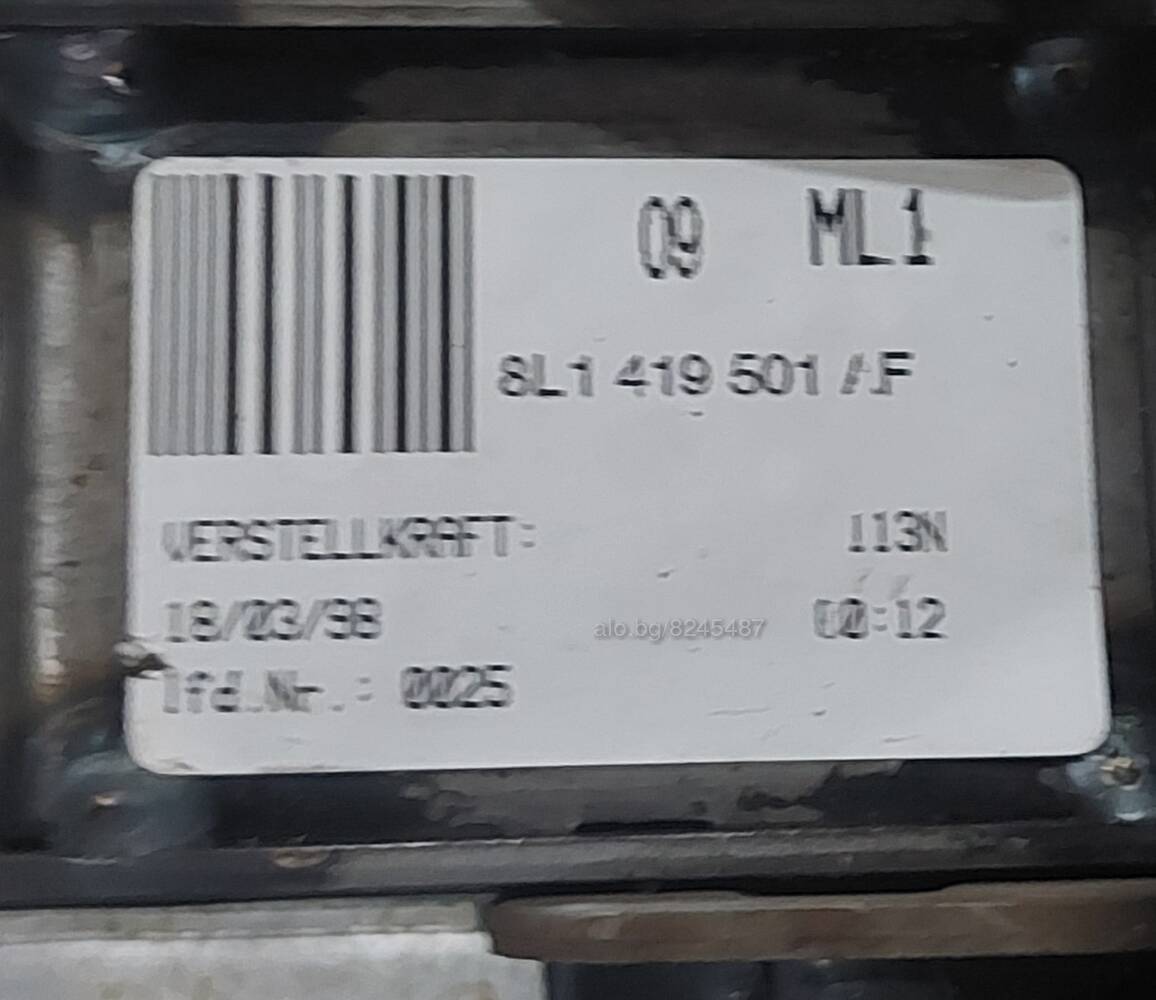 09 ML1
8L1 419 501 AF
VERSTELLKRAFT: 113N
18/03/98 00:12
lfd.Nr.: 0025
alo.bg/8245487